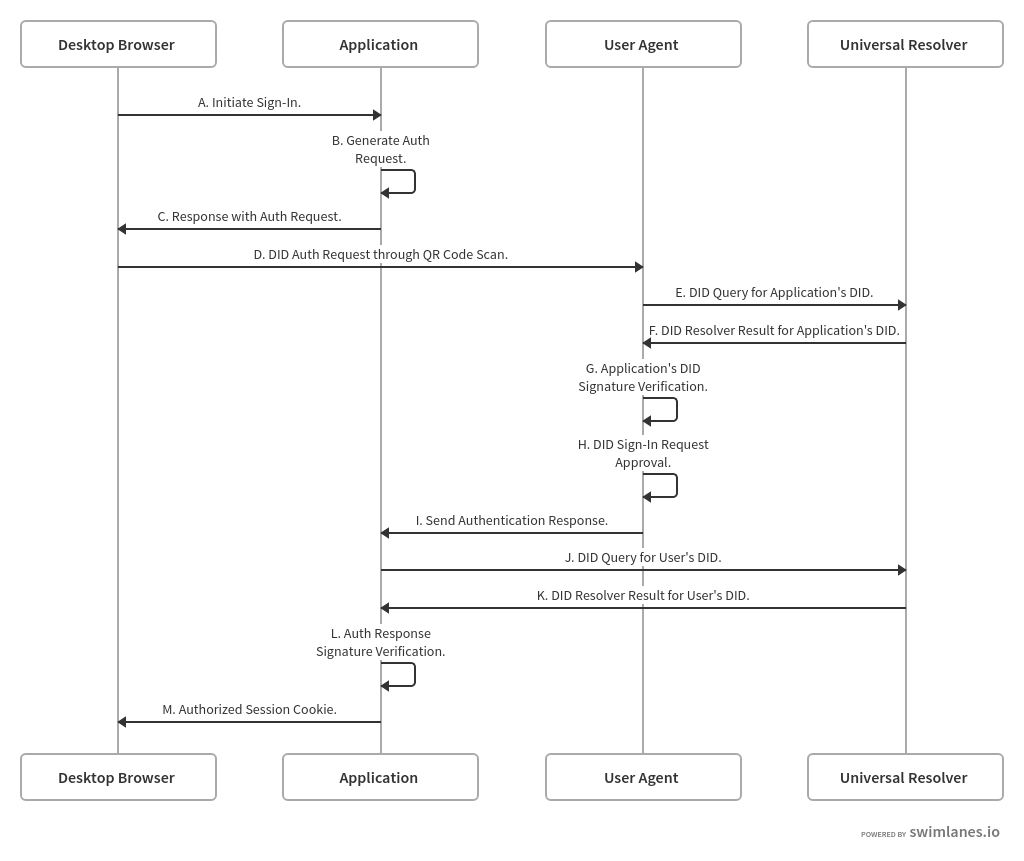 Desktop Browser
Application
User Agent
Universal Resolver
A. Initiate Sign-In.
B. Generate Auth
Request.
C. Response with Auth Request.
D. DID Auth Request through QR Code Scan.
E. DID Query for Application's DID.
F. DID Resolver Result for Application's DID.
G. Application's DID
Signature Verification.
H. DID Sign-In Request
Approval.
I. Send Authentication Response.
J. DID Query for User's DID.
K. DID Resolver Result for User's DID.
L. Auth Response
Signature Verification.
M. Authorized Session Cookie.
Desktop Browser
Application
User Agent
Universal Resolver
POWERED BY swimlanes.io